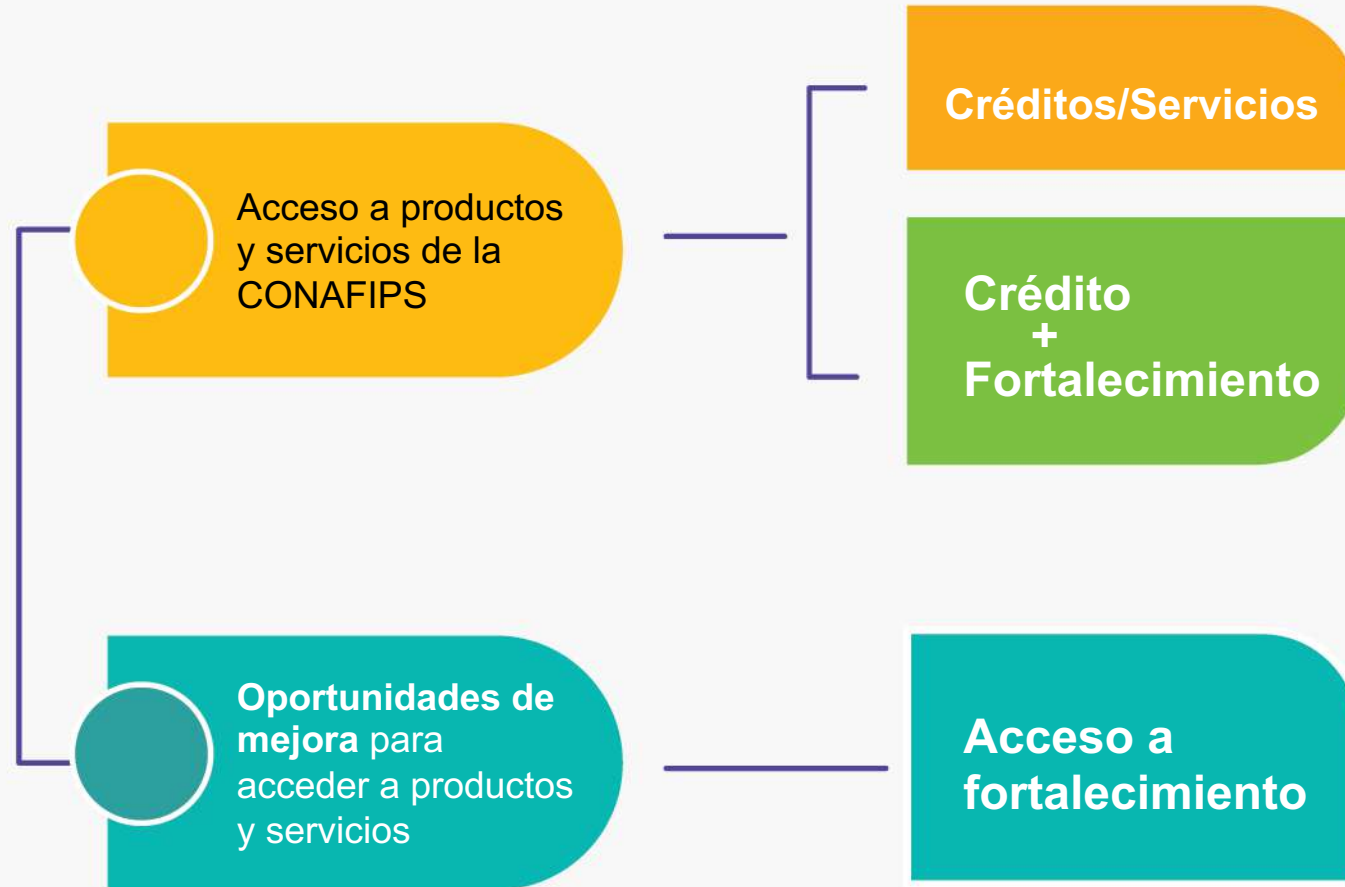 Créditos/Servicios
Acceso a productos
y servicios de la
CONAFIPS
Crédito
+
Fortalecimiento
Oportunidades de
mejora para
acceder a productos
y servicios
Acceso a
fortalecimiento